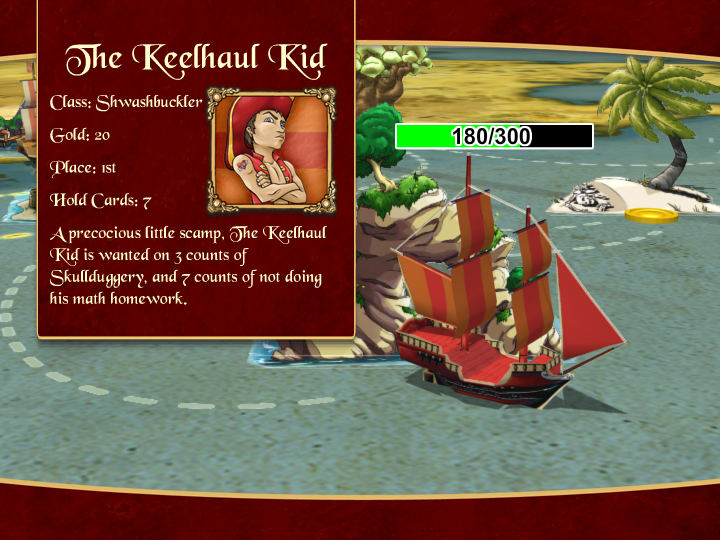 The Keelhaul Kid
Class: Shwashbuckler
Gold: 20
Place: 1st
Hold Cards: 7
A precocious little scamp, The Keelhaul
Kid is wanted on 3 counts of
Skullduggery, and 7 counts of not doing
his math homework.
180/300